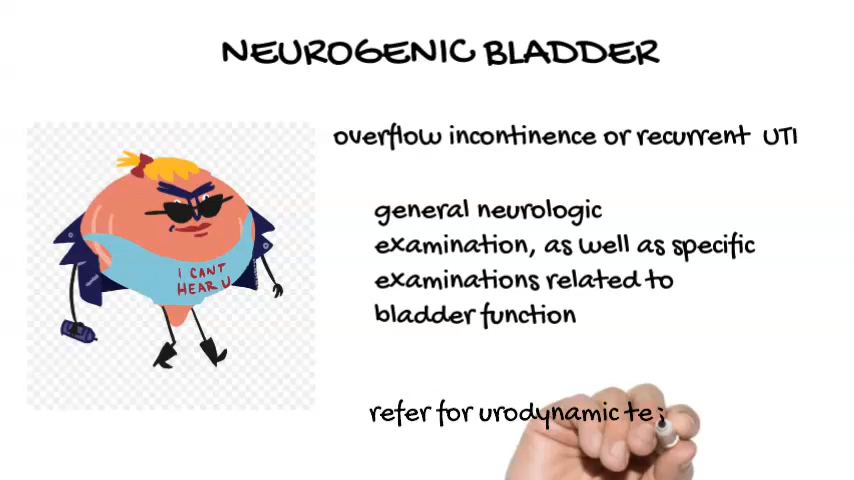 NEUROGENIC BLADDER
overflow incontinence or recurrent UTI
general neurologic
examination, as well as specific
examinations related to
bladder function
I CANT
HEAR U
refer for urodynamic te